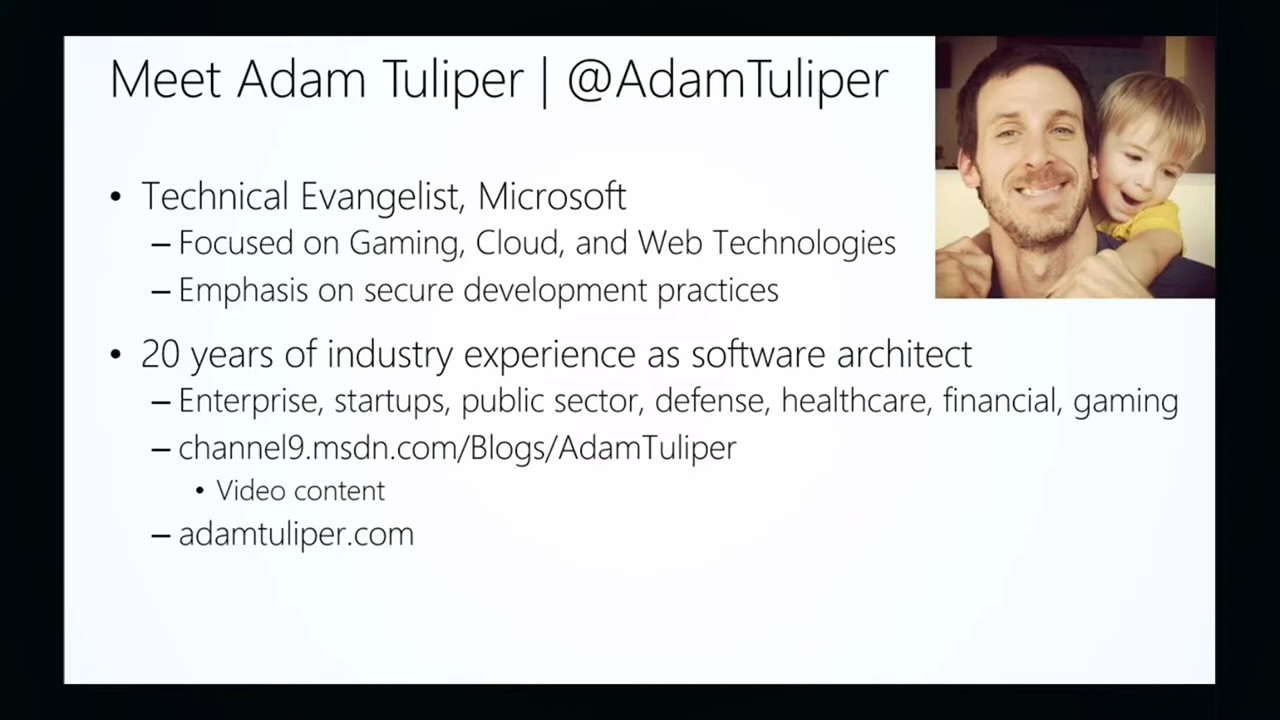 Meet Adam Tuliper | @AdamTuliper
• Technical Evangelist, Microsoft
– Focused on Gaming, Cloud, and Web Technologies
– Emphasis on secure development practices
• 20 years of industry experience as software architect
– Enterprise, startups, public sector, defense, healthcare, financial, gaming
– channel9.msdn.com/Blogs/AdamTuliper
• Video content
– adamtuliper.com